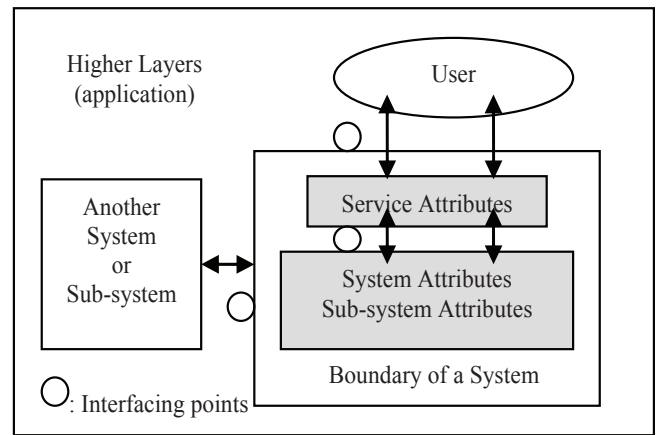 Higher Layers
(application)
User
Service Attributes
Another
System
or
Sub-system
System Attributes
Sub-system Attributes
Boundary of a System
: Interfacing points